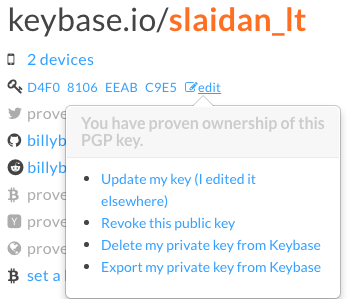 keybase.io/slaidan_lt
2 devices
D4F0 8106 EEAB C9E5 edit
prove
You have proven ownership of this
PGP key.
billyb
billyb
Update my key (I edited it
elsewhere)
prove
Revoke this public key
prove
Delete my private key from Keybase
prove
Export my private key from Keybase
set a